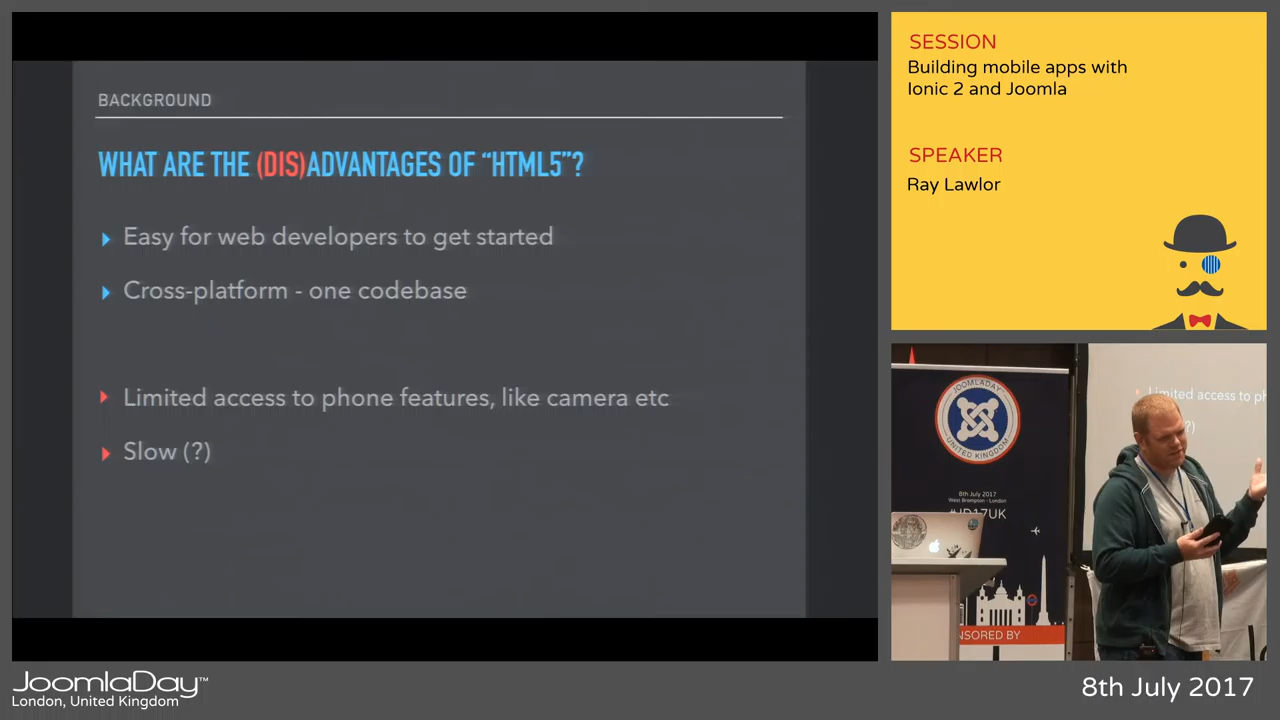 BACKGROUND
WHAT ARE THE (DIS)ADVANTAGES OF “HTML5”?
Easy for web developers to get started
Cross-platform - one codebase
Limited access to phone features, like camera etc
Slow (?)
SESSION
Building mobile apps with
Ionic 2 and Joomla
SPEAKER
Ray Lawlor
JOOMLADAY
UNITED KINGDOM
8th July 2017
West Brompton - London
#JD17UK
NSORED BY
Limited access to ph
?)
JoomlaDay™
London, United Kingdom
8th July 2017